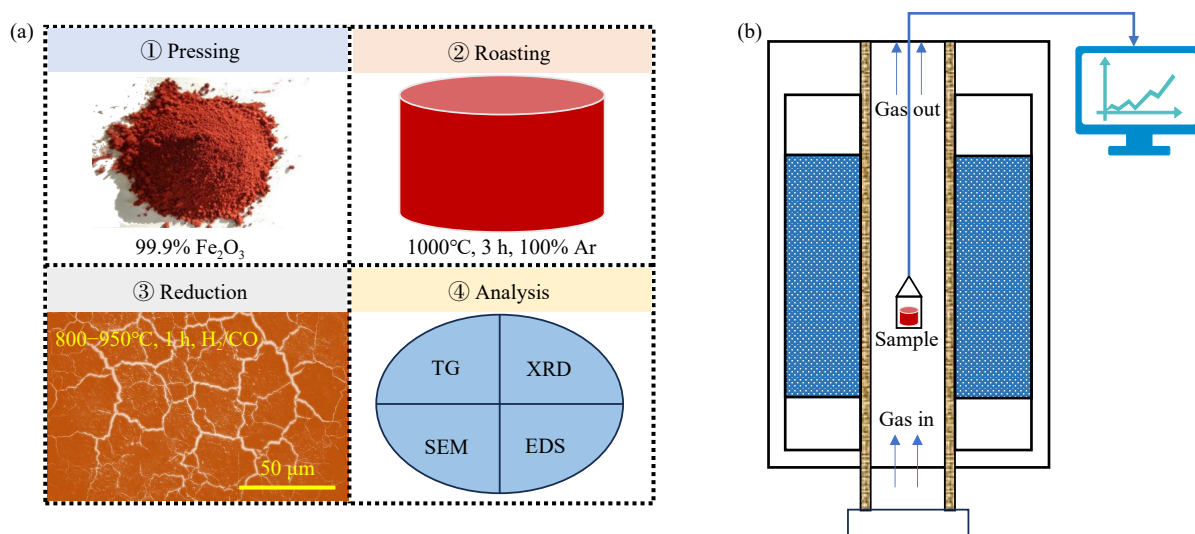 (a)
① Pressing
99.9% Fe₂O₃
② Roasting
1000°C, 3 h, 100% Ar
③ Reduction
800−950°C, 1 h, H₂/CO
50 μm
④ Analysis
TG
XRD
SEM
EDS
(b)
Gas out
Sample
Gas in